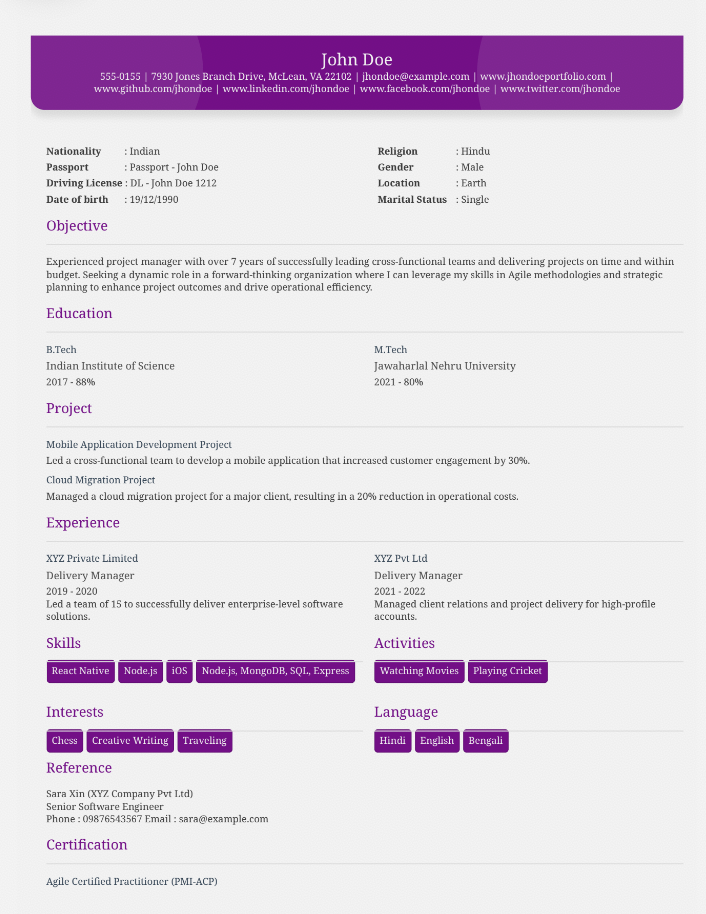 John Doe
555-0155 | 7930 Jones Branch Drive, McLean, VA 22102 | jhondoe@example.com | www.jhondoeportfolio.com |
www.github.com/jhondoe | www.linkedin.com/jhondoe | www.facebook.com/jhondoe | www.twitter.com/jhondoe
Nationality : Indian
Passport : Passport - John Doe
Driving License : DL - John Doe 1212
Date of birth : 19/12/1990
Religion : Hindu
Gender : Male
Location : Earth
Marital Status : Single
Objective
Experienced project manager with over 7 years of successfully leading cross-functional teams and delivering projects on time and within
budget. Seeking a dynamic role in a forward-thinking organization where I can leverage my skills in Agile methodologies and strategic
planning to enhance project outcomes and drive operational efficiency.
Education
B.Tech
Indian Institute of Science
2017 - 88%
M.Tech
Jawaharlal Nehru University
2021 - 80%
Project
Mobile Application Development Project
Led a cross-functional team to develop a mobile application that increased customer engagement by 30%.
Cloud Migration Project
Managed a cloud migration project for a major client, resulting in a 20% reduction in operational costs.
Experience
XYZ Private Limited
Delivery Manager
2019 - 2020
Led a team of 15 to successfully deliver enterprise-level software
solutions.
XYZ Pvt Ltd
Delivery Manager
2021 - 2022
Managed client relations and project delivery for high-profile
accounts.
Skills
React Native Node.js iOS Node.js, MongoDB, SQL, Express
Activities
Watching Movies Playing Cricket
Interests
Chess Creative Writing Traveling
Language
Hindi English Bengali
Reference
Sara Xin (XYZ Company Pvt Ltd)
Senior Software Engineer
Phone : 09876543567 Email : sara@example.com
Certification
Agile Certified Practitioner (PMI-ACP)